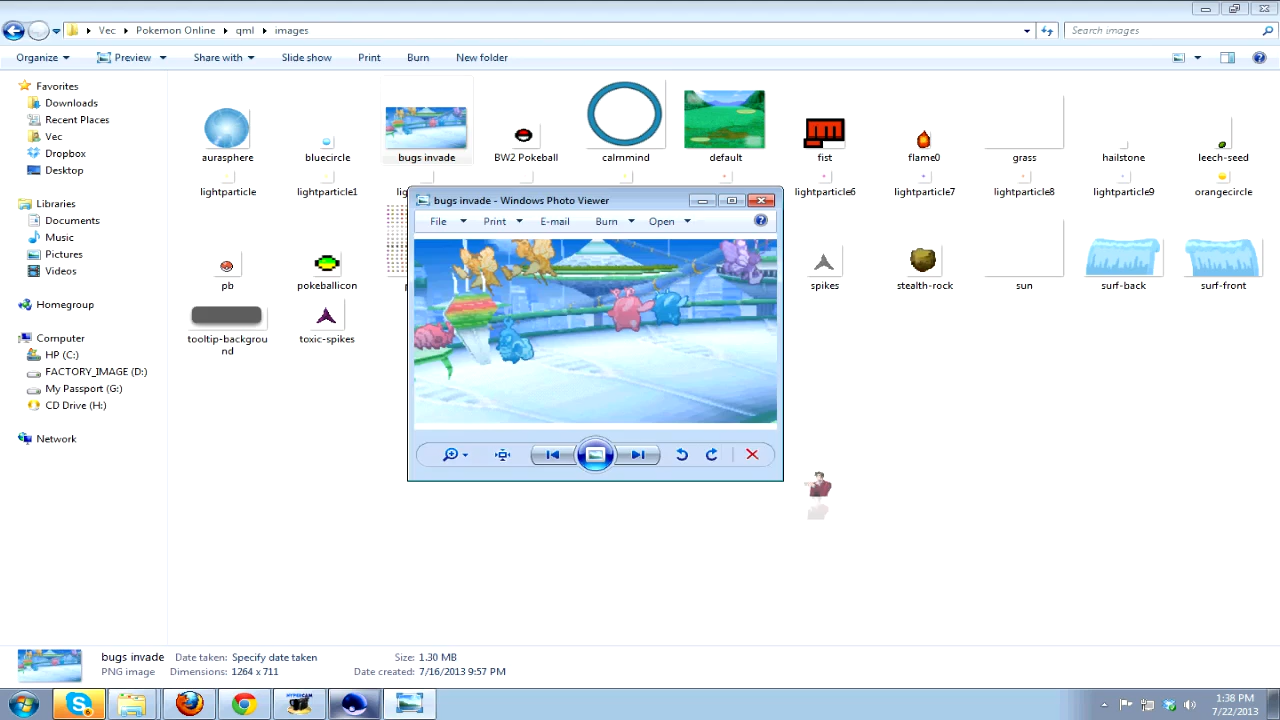 Vec Pokemon Online qml images
Search images
Organize Preview Share with Slide show Print Burn New folder
Favorites
Downloads
Recent Places
Vec
Dropbox
Desktop
Libraries
Documents
Music
Pictures
Videos
Homegroup
Computer
HP (C:)
FACTORY_IMAGE (D:)
My Passport (G:)
CD Drive (H:)
Network
aurasphere bluecircle bugs invade BW2 Pokeball calmmind default fist flame0 grass hailstone leech-seed
lightparticle lightparticle1 lightparticle6 lightparticle7 lightparticle8 lightparticle9 orangecircle
pb pokeballicon spikes stealth-rock sun surf-back surf-front
tooltip-backgrou
nd
toxic-spikes
bugs invade - Windows Photo Viewer
File Print E-mail Burn Open
bugs invade Date taken: Specify date taken Size: 1.30 MB
PNG image Dimensions: 1264 x 711 Date created: 7/16/2013 9:57 PM
HYPERCAM
6
1:38 PM
7/22/2013